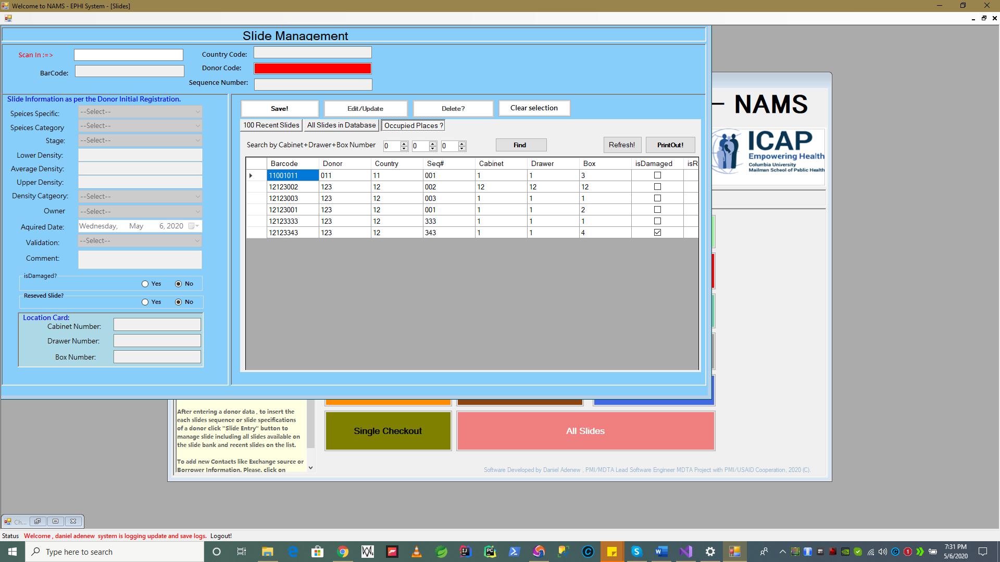 Welcome to NAMS - EPHI System - [Slides]
Slide Management
Scan In :=>
BarCode:
Country Code:
Donor Code:
Sequence Number:
Slide Information as per the Donor Initial Registration.
Speices Specific: --Select--
Speices Category --Select--
Stage: --Select--
Lower Density:
Average Density:
Upper Density:
Density Catgeory: --Select--
Owner --Select--
Aquired Date: Wednesday, May 6, 2020
Validation: --Select--
Comment:
isDamaged?
Yes No
Reseved Slide?
Yes No
Location Card:
Cabinet Number:
Drawer Number:
Box Number:
Save! Edit/Update Delete? Clear selection
100 Recent Slides All Slides in Database Occupied Places ?
Search by Cabinet+Drawer+Box Number 0 0 0 Find Refresh! PrintOut!
Barcode Donor Country Seq# Cabinet Drawer Box isDamaged isR
11001011 011 11 001 1 1 3
12123002 123 12 002 12 12 12
12123003 123 12 003 1 1 1
12123001 123 12 001 1 1 2
12123333 123 12 333 1 1 1
12123343 123 12 343 1 1 4
– NAMS
ICAP
Empowering Health
Columbia University
Mailman School of Public Health
After entering a donor data , to insert the
each slides sequence or slide specifications
of a donor click "Slide Entry" button to
manage slide including all slides available on
the slide bank and recent slides on the list.
To add new Contacts like Exchange source or
Borrower Information. Please. click on
Single Checkout
All Slides
Software Developed by Daniel Adenew , PMI/MDTA Lead Software Engineer MDTA Project with PMI/USAID Cooperation, 2020 (C).
Ch...
Status Welcome , daniel adenew system is logging update and save logs. Logout!
Type here to search
7:31 PM
5/6/2020